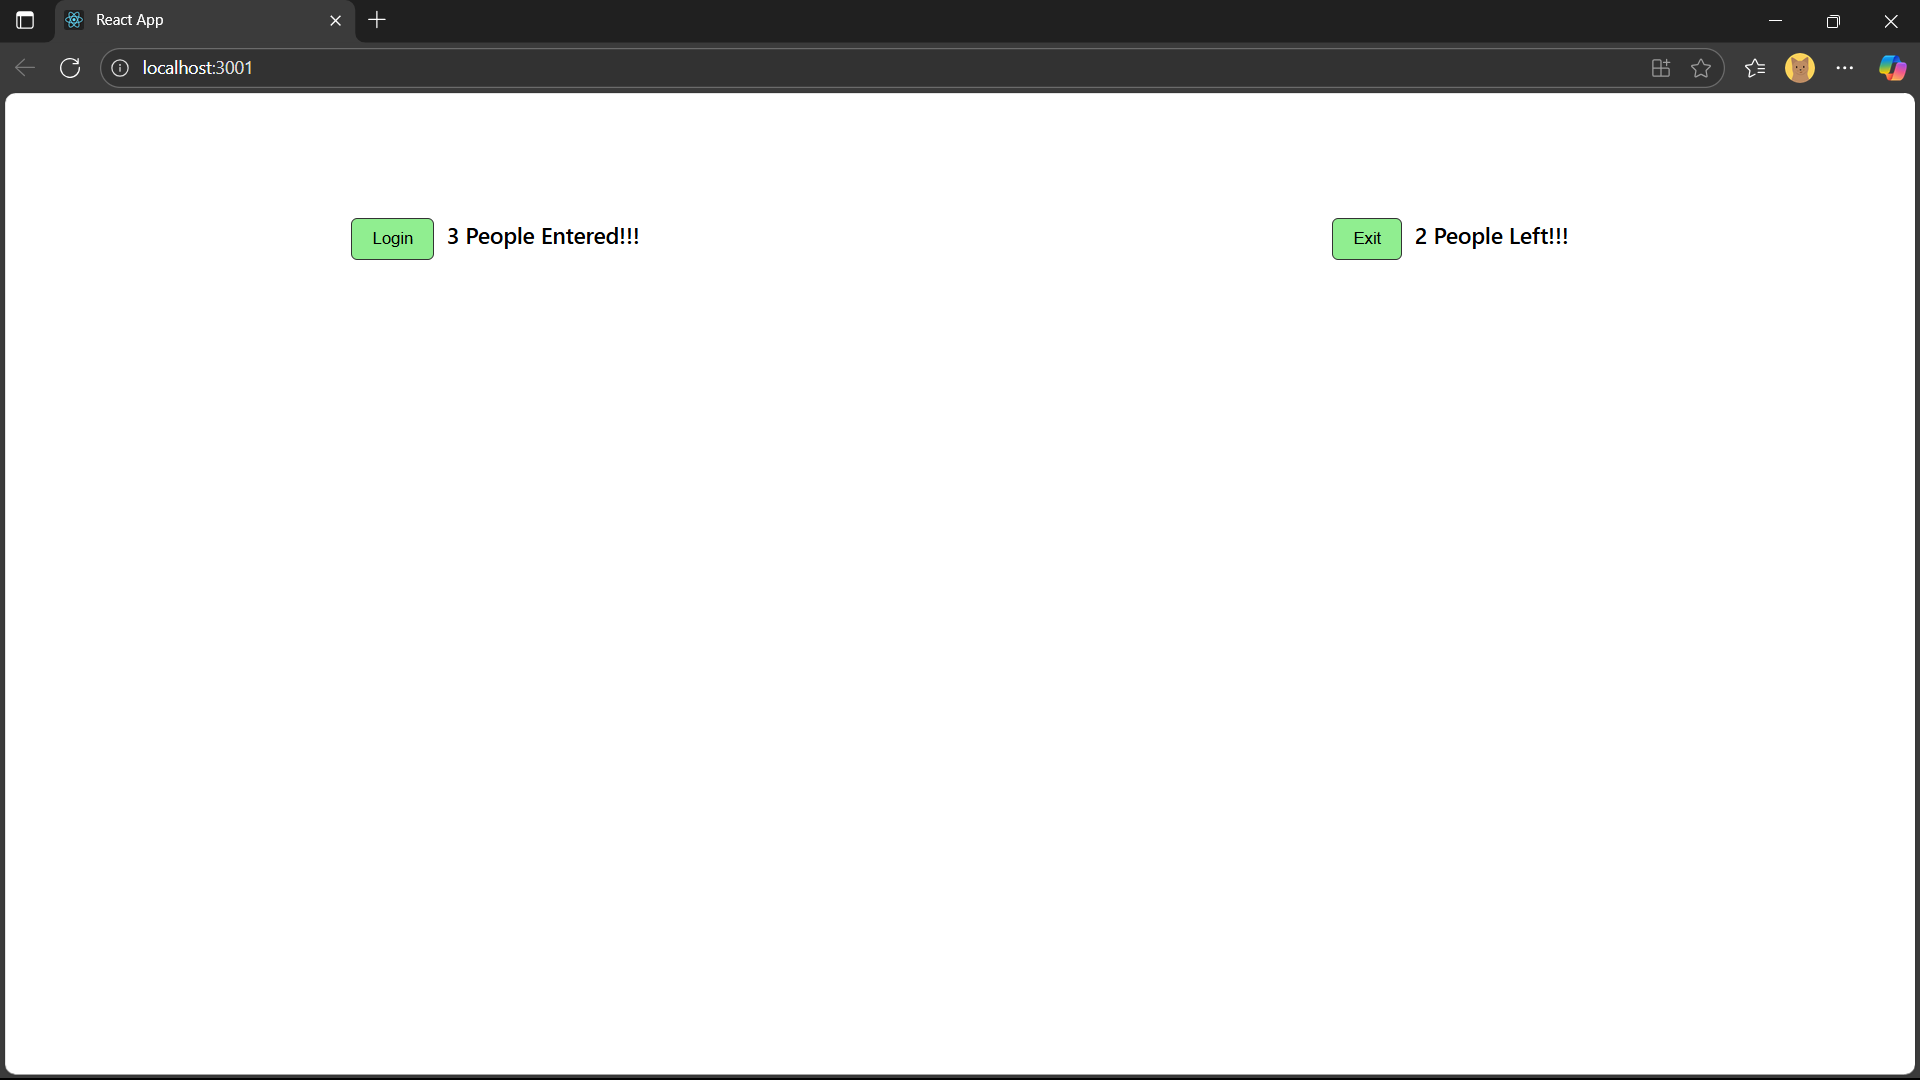 React App
localhost:3001
Login 3 People Entered!!!
Exit 2 People Left!!!